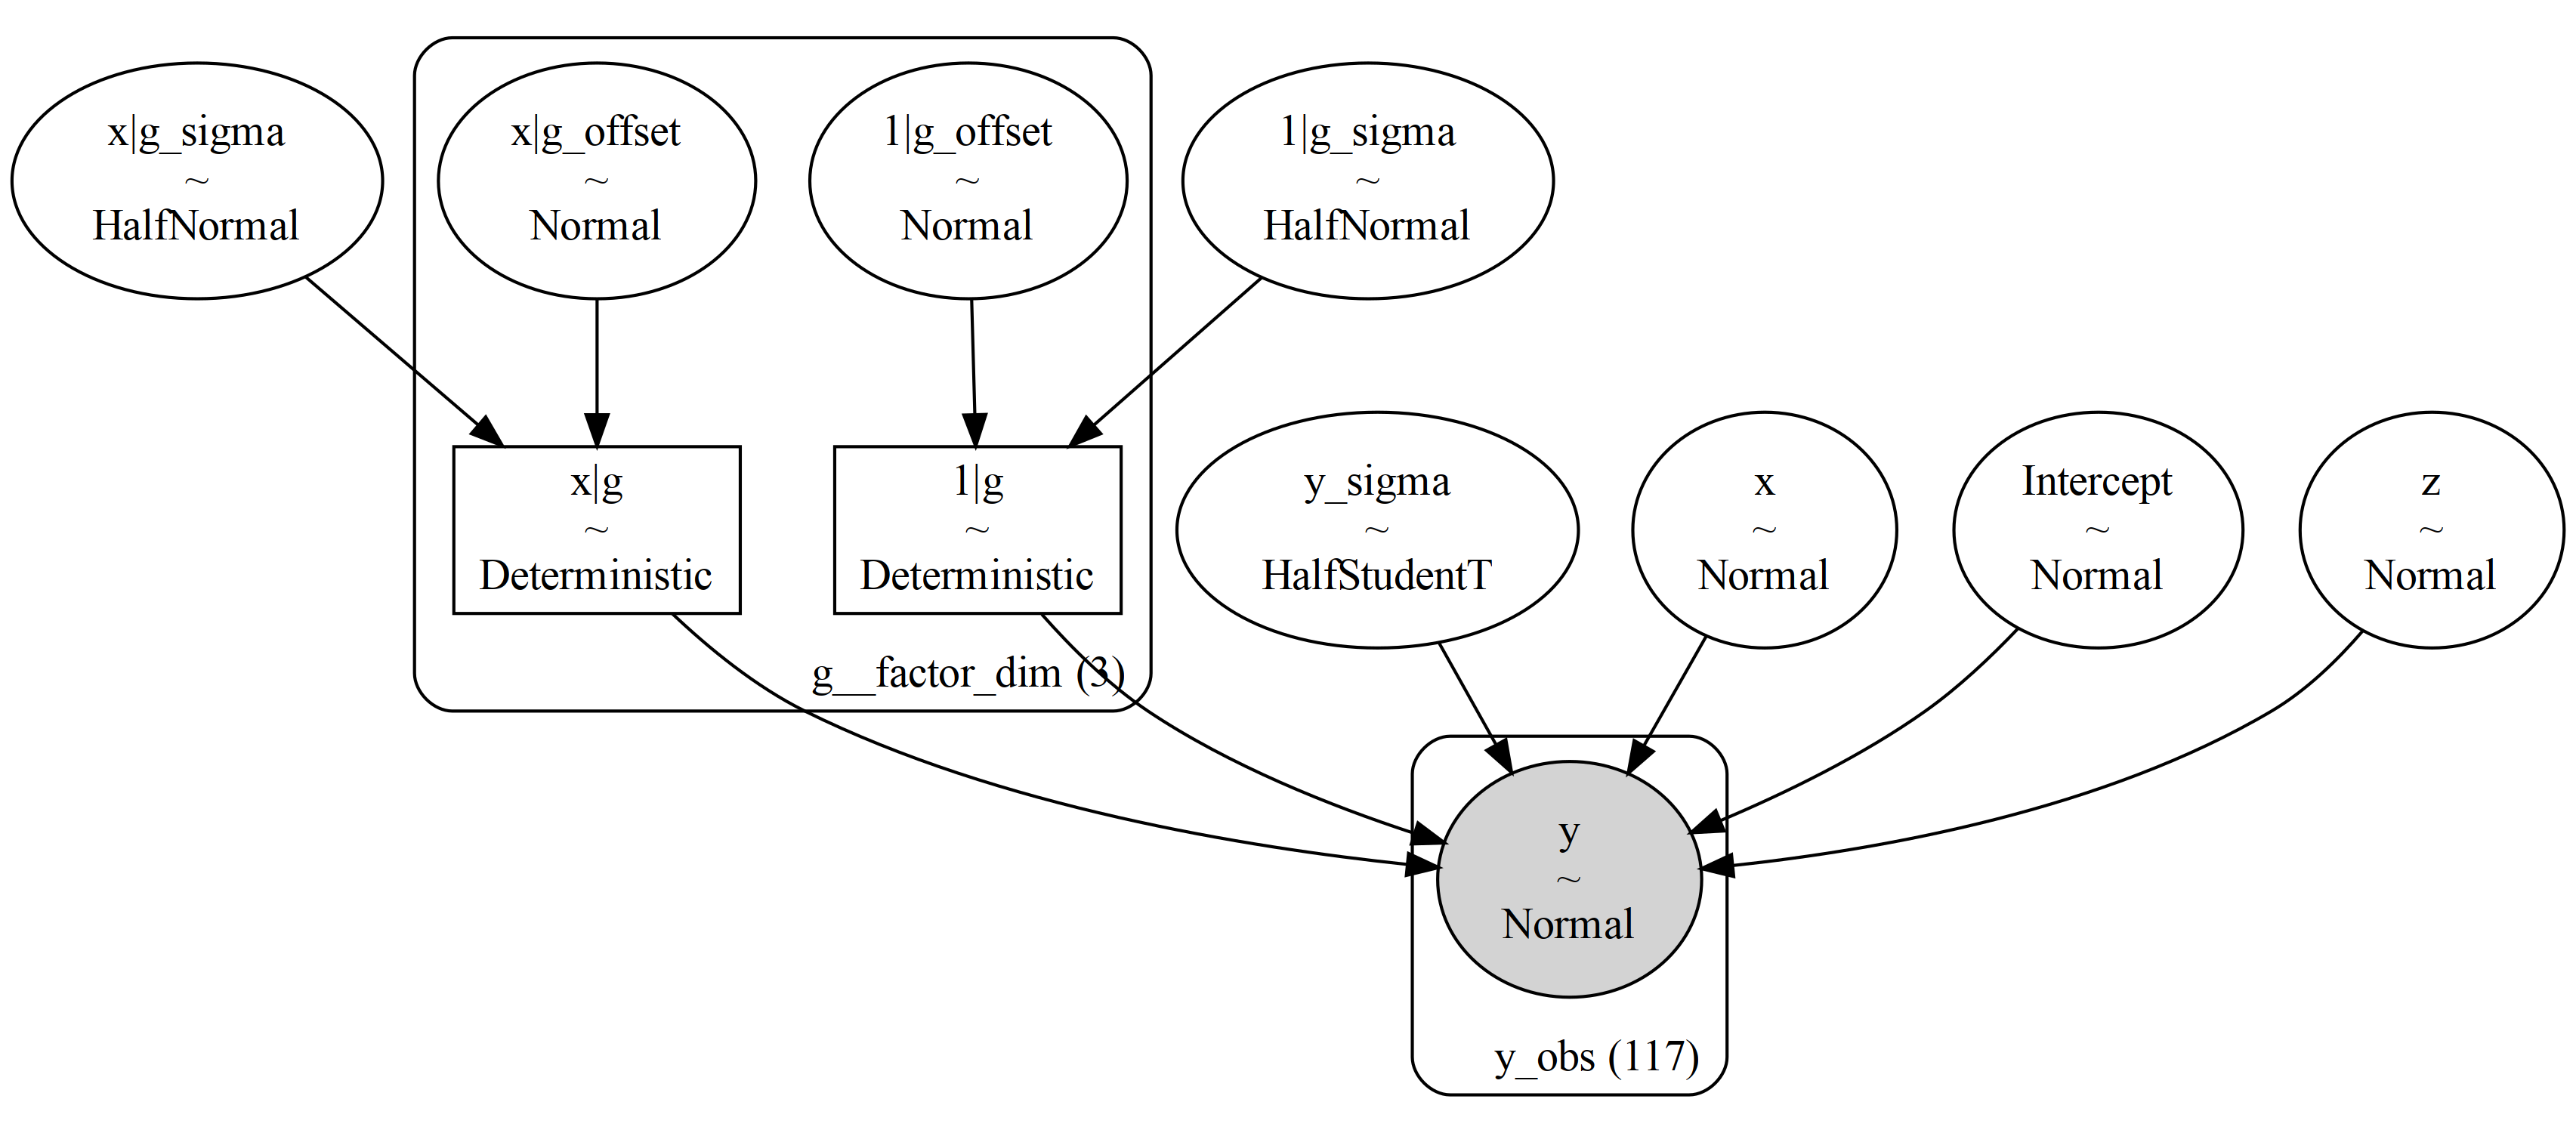 x|g_sigma
~
HalfNormal
x|g_offset
~
Normal
1|g_offset
~
Normal
1|g_sigma
~
HalfNormal
x|g
~
Deterministic
1|g
~
Deterministic
g__factor_dim (3)
y_sigma
~
HalfStudentT
x
~
Normal
Intercept
~
Normal
z
~
Normal
y
~
Normal
y_obs (117)